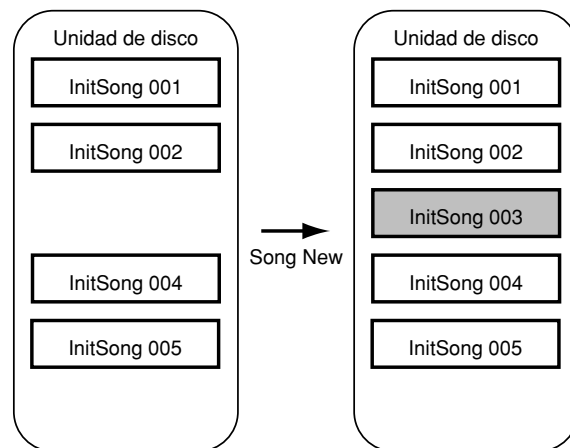 Unidad de disco
InitSong 001
InitSong 002
InitSong 004
InitSong 005
Song New
Unidad de disco
InitSong 001
InitSong 002
InitSong 003
InitSong 004
InitSong 005